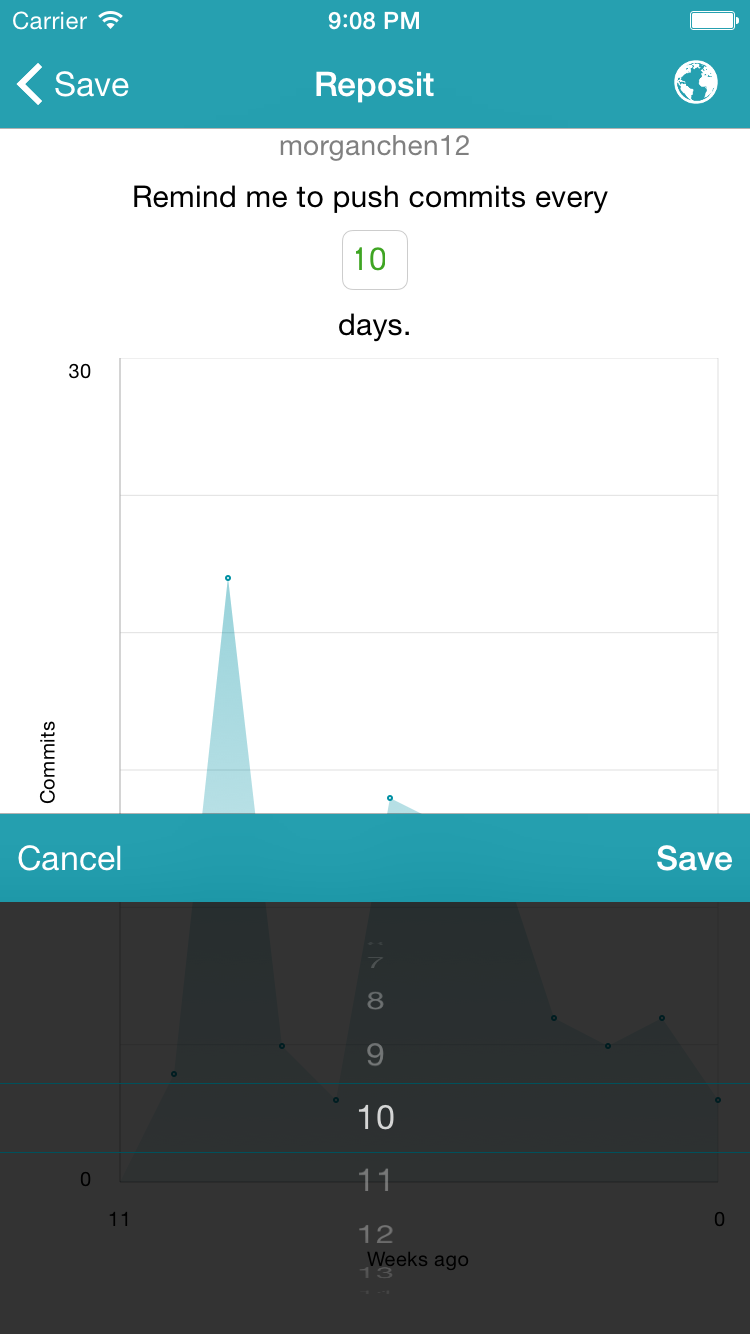 Carrier 9:08 PM
Save Reposit
morganchen12
Remind me to push commits every
10
days.
30
Commits
Cancel Save
7
8
9
10
11
0
11 0
12
Weeks ago
13